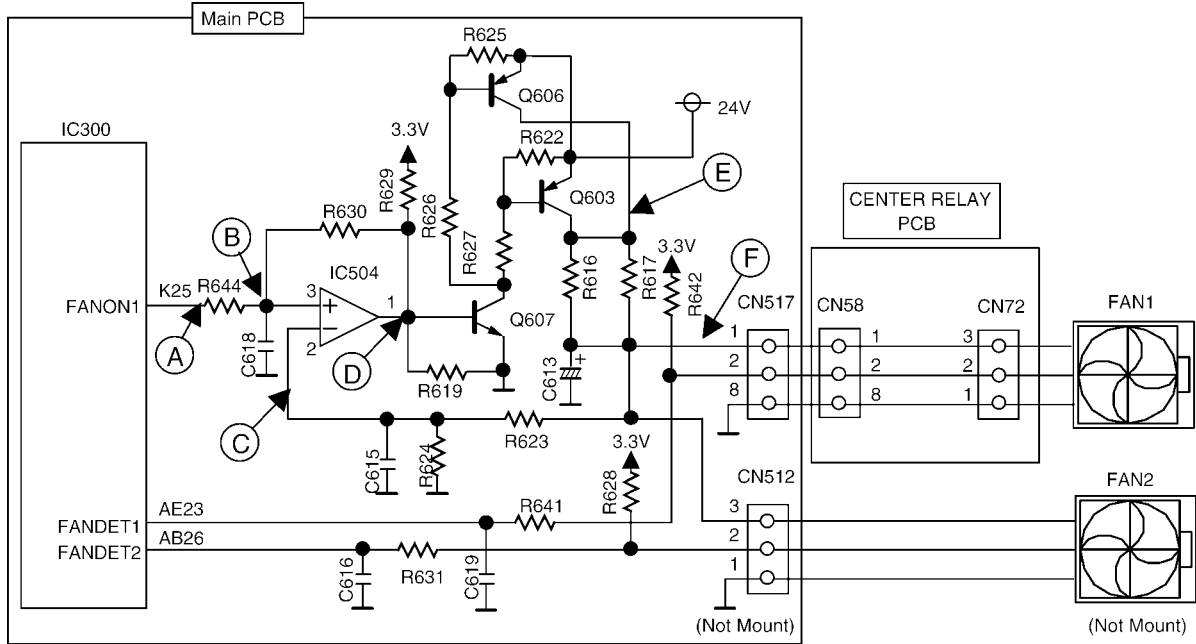 Main PCB
R625
Q606
24V
IC300
3.3V
R622
R629
E
CENTER RELAY
PCB
R630
R626
Q603
B
R627
3.3V
F
K25
R644
IC504
R616
R617
R642
CN517
CN58
CN72
FAN1
FANON1
3
+
1
Q607
A
−
2
C618
D
R619
C613
+
1
2
8
1
2
8
3
2
1
C
R623
C615
R624
3.3V
R628
CN512
FAN2
AE23
R641
3
FANDET1
AB26
2
FANDET2
C616
R631
C619
1
(Not Mount)
(Not Mount)